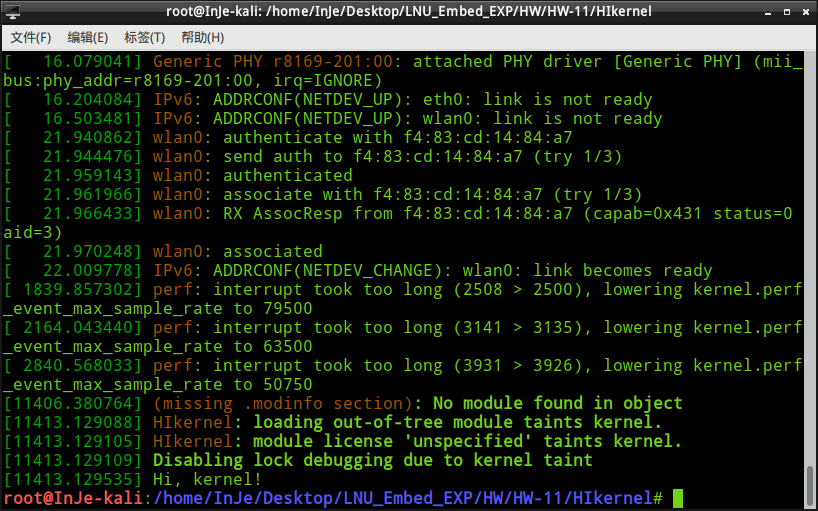 root@InJe-kali: /home/InJe/Desktop/LNU_Embed_EXP/HW/HW-11/HIkernel
文件(F) 编辑(E) 标签(T) 帮助(H)
[   16.079041] Generic PHY r8169-201:00: attached PHY driver [Generic PHY] (mii_
bus:phy_addr=r8169-201:00, irq=IGNORE)
[   16.204084] IPv6: ADDRCONF(NETDEV_UP): eth0: link is not ready
[   16.503481] IPv6: ADDRCONF(NETDEV_UP): wlan0: link is not ready
[   21.940862] wlan0: authenticate with f4:83:cd:14:84:a7
[   21.944476] wlan0: send auth to f4:83:cd:14:84:a7 (try 1/3)
[   21.959143] wlan0: authenticated
[   21.961966] wlan0: associate with f4:83:cd:14:84:a7 (try 1/3)
[   21.966433] wlan0: RX AssocResp from f4:83:cd:14:84:a7 (capab=0x431 status=0
aid=3)
[   21.970248] wlan0: associated
[   22.009778] IPv6: ADDRCONF(NETDEV_CHANGE): wlan0: link becomes ready
[ 1839.857302] perf: interrupt took too long (2508 > 2500), lowering kernel.perf
_event_max_sample_rate to 79500
[ 2164.043440] perf: interrupt took too long (3141 > 3135), lowering kernel.perf
_event_max_sample_rate to 63500
[ 2840.568033] perf: interrupt took too long (3931 > 3926), lowering kernel.perf
_event_max_sample_rate to 50750
[11406.380764] (missing .modinfo section): No module found in object
[11413.129088] HIkernel: loading out-of-tree module taints kernel.
[11413.129105] HIkernel: module license 'unspecified' taints kernel.
[11413.129109] Disabling lock debugging due to kernel taint
[11413.129535] Hi, kernel!
root@InJe-kali:/home/InJe/Desktop/LNU_Embed_EXP/HW/HW-11/HIkernel#